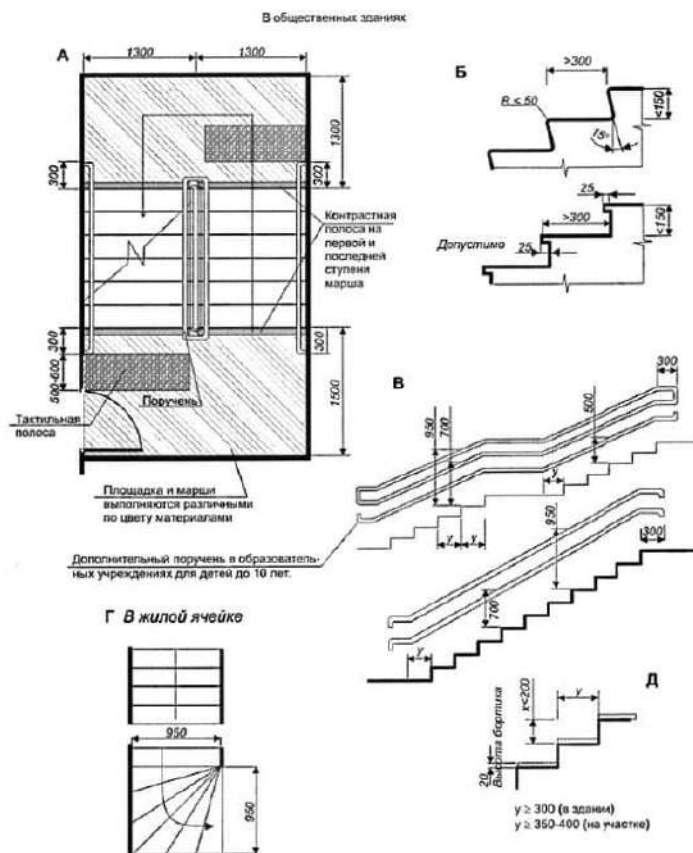 В общественных зданиях
А
1300
1300
Б
>300
R ≤ 50
<150
15°
1300
300
300
Контрастная
полоса на
первой и
последней
ступени
марша
25
>300
<150
Допустимо
25
300
300
500-600
1500
Поручень
Тактильная
полоса
В
300
950
700
500
Площадка и марши
выполняются различными
по цвету материалами
у
у
у
950
300
Дополнительный поручень в образователь-
ных учреждениях для детей до 10 лет.
700
у
Г В жилой ячейке
950
950
Д
Высота бортика
x<200
у
20
у ≥ 300 (в здании)
у ≥ 350-400 (на участке)